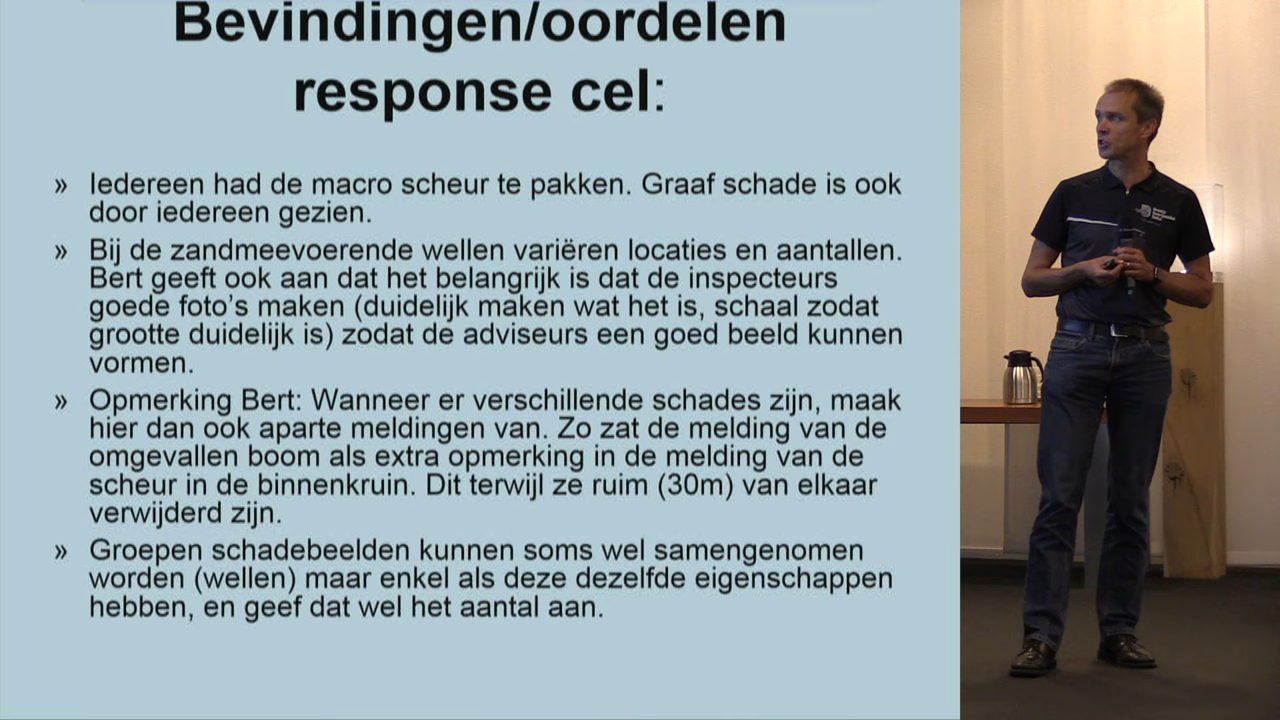 Bevindingen/oordelen
response cel:
» Iedereen had de macro scheur te pakken. Graaf schade is ook
door iedereen gezien.
» Bij de zandmeevoerende wellen variëren locaties en aantallen.
Bert geeft ook aan dat het belangrijk is dat de inspecteurs
goede foto’s maken (duidelijk maken wat het is, schaal zodat
grootte duidelijk is) zodat de adviseurs een goed beeld kunnen
vormen.
» Opmerking Bert: Wanneer er verschillende schades zijn, maak
hier dan ook aparte meldingen van. Zo zat de melding van de
omgevallen boom als extra opmerking in de melding van de
scheur in de binnenkruin. Dit terwijl ze ruim (30m) van elkaar
verwijderd zijn.
» Groepen schadebeelden kunnen soms wel samengenomen
worden (wellen) maar enkel als deze dezelfde eigenschappen
hebben, en geef dat wel het aantal aan.